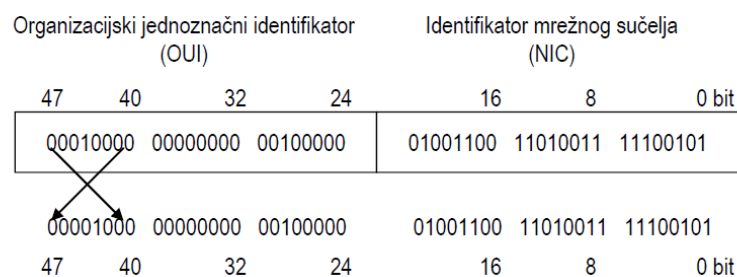 Organizacijski jednoznačni identifikator Identifikator mrežnog sučelja
(OUI) (NIC)
47 40 32 24 16 8 0 bit
00010000 00000000 00100000 01001100 11010011 11100101
00001000 00000000 00100000 01001100 11010011 11100101
47 40 32 24 16 8 0 bit